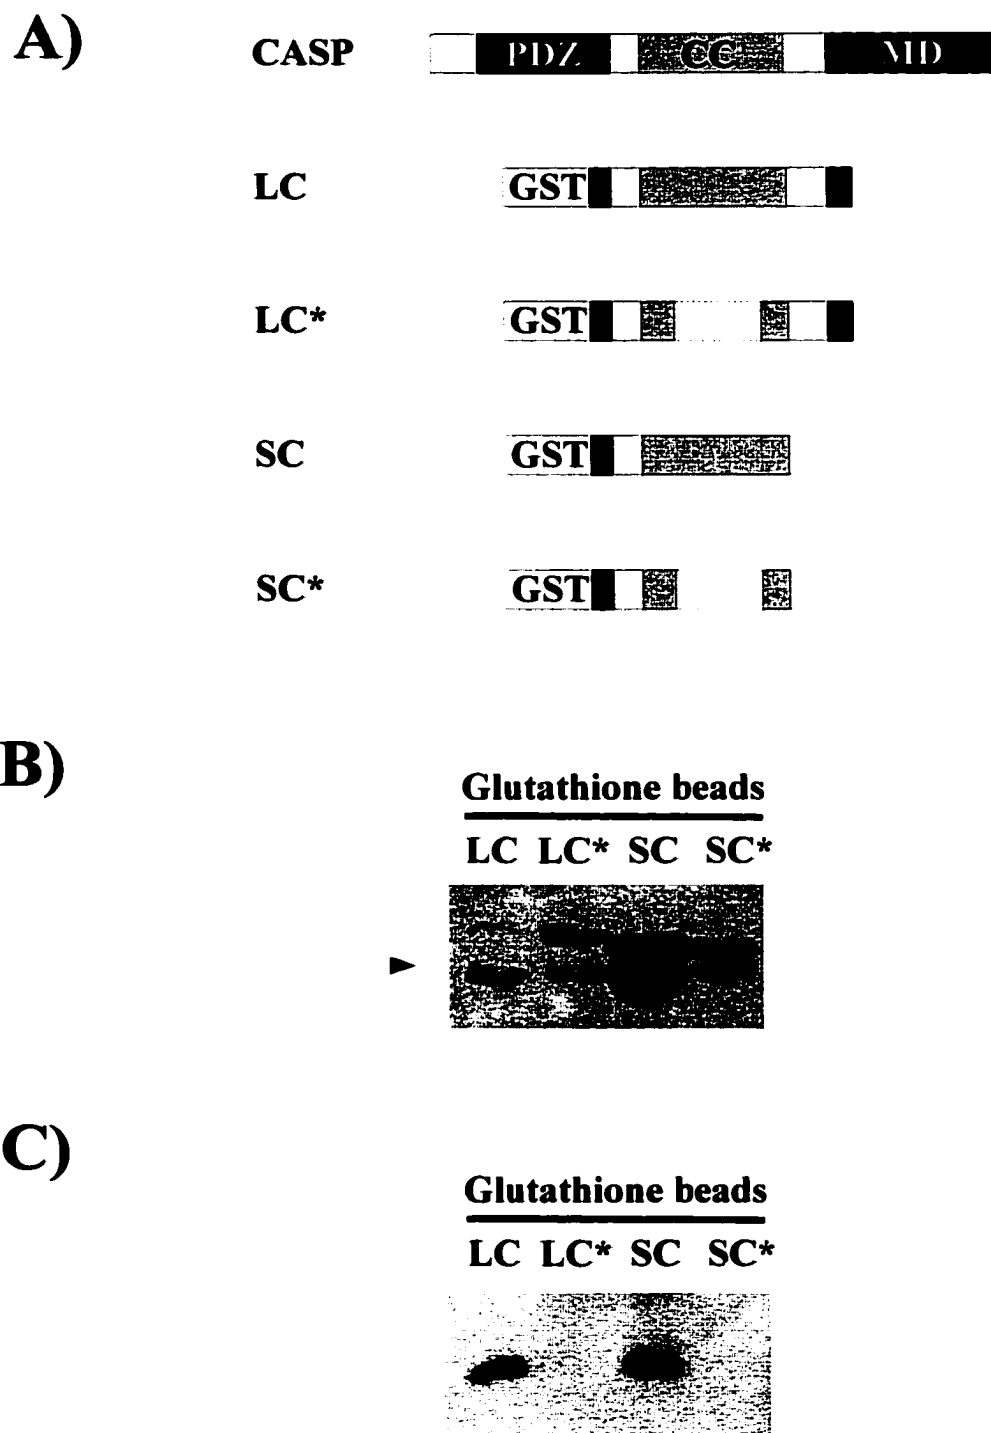 A)
CASP PDZ CC MD
LC GST
LC* GST
SC GST
SC* GST
B)
Glutathione beads
LC LC* SC SC*
C)
Glutathione beads
LC LC* SC SC*